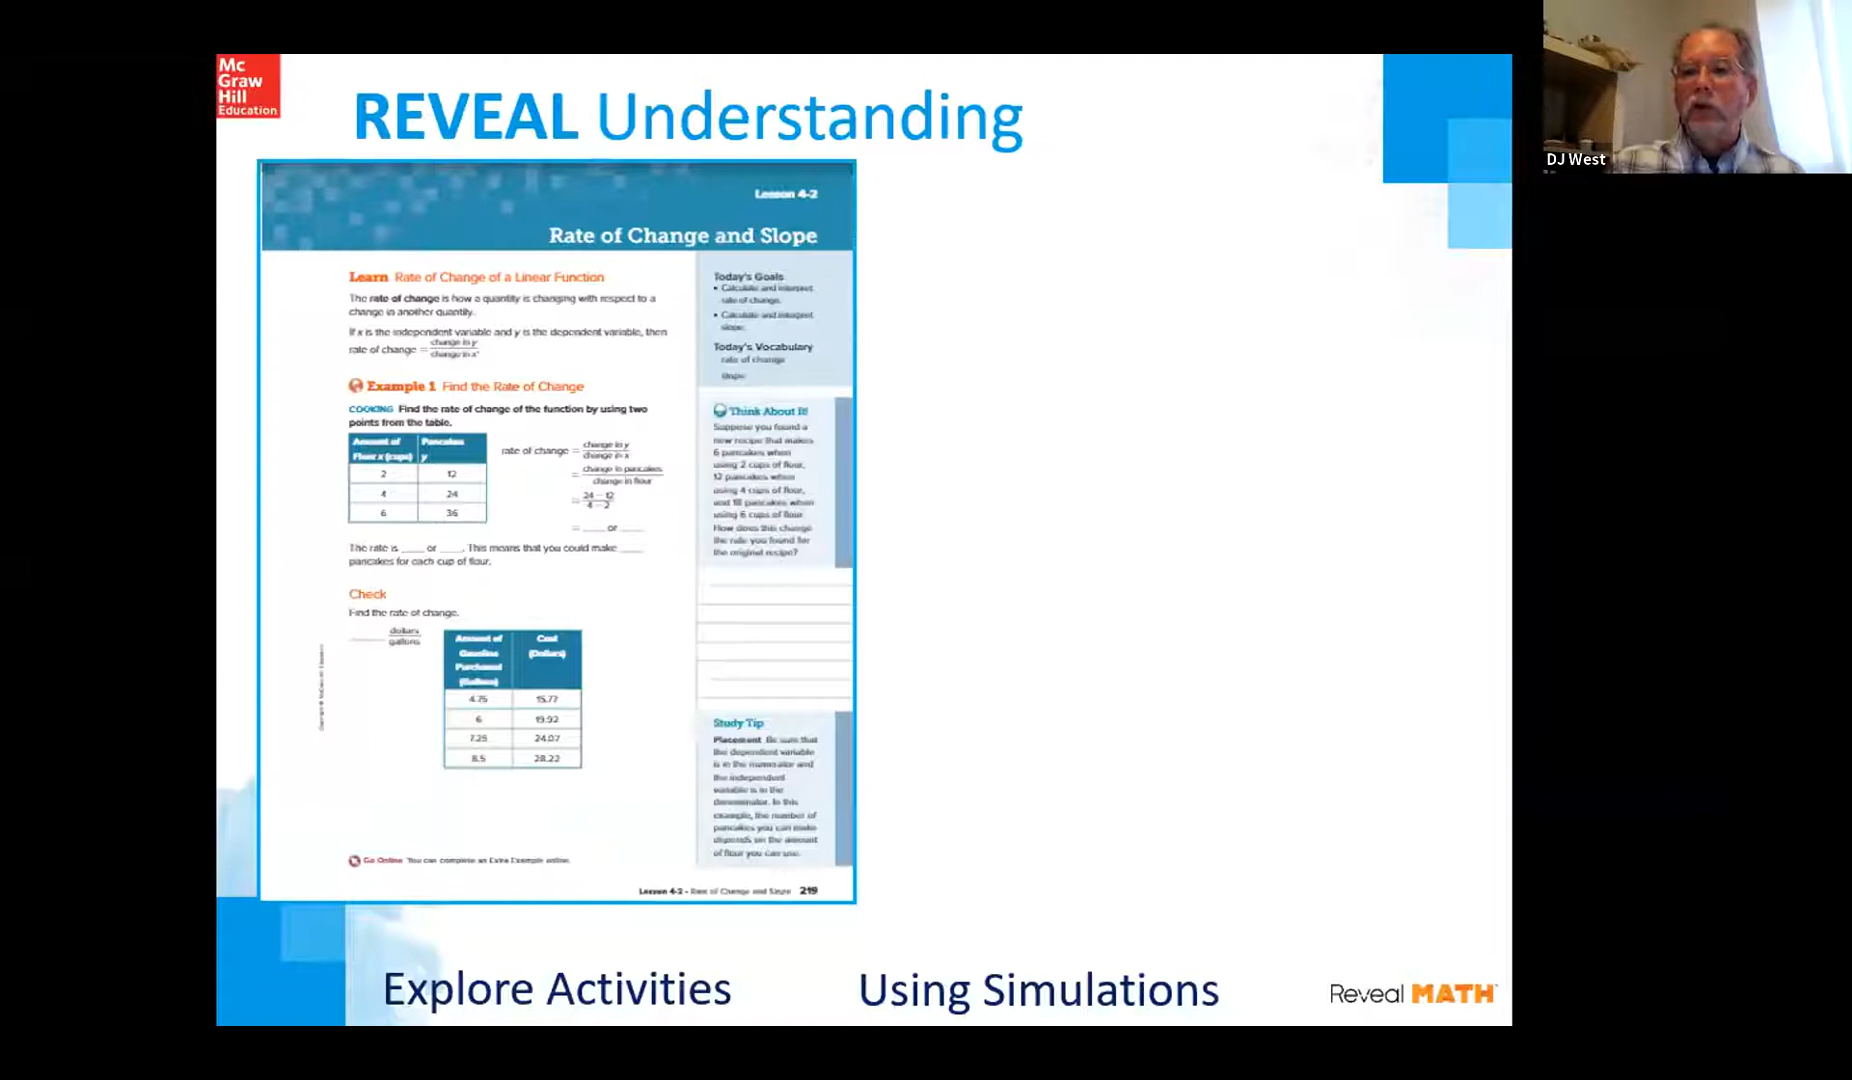 Mc
Graw
Hill
Education
REVEAL Understanding
DJ West
Lesson 4-2
Rate of Change and Slope
Learn Rate of Change of a Linear Function
The rate of change is how a quantity is changing with respect to a
change in another quantity.
If x is the independent variable and y is the dependent variable, then
rate of change = change in y
change in x
Example 1 Find the Rate of Change
COOKING Find the rate of change of the function by using two
points from the table.
Amount of Pancakes
Flour x (cups) y
2 12
4 24
6 36
rate of change = change in y
change in x
= change in pancakes
change in flour
= 24 − 12
4 − 2
= ____ or ____
The rate is ____ or ____. This means that you could make ____
pancakes for each cup of flour.
Check
Find the rate of change.
____ dollars
gallons
Amount of Cost
Gasoline (Dollars)
Purchased
(Gallons)
4.75 15.77
6 19.92
7.25 24.07
8.5 28.22
Go Online You can complete an Extra Example online.
Today's Goals
• Calculate and interpret
rate of change.
• Calculate and interpret
slope.
Today's Vocabulary
rate of change
slope
Think About It!
Suppose you found a
new recipe that makes
6 pancakes when
using 2 cups of flour,
12 pancakes when
using 4 cups of flour,
and 18 pancakes when
using 6 cups of flour.
How does this change
the rate you found for
the original recipe?
Study Tip
Placement Be sure that
the dependent variable
is in the numerator and
the independent
variable is in the
denominator. In this
example, the number of
pancakes you can make
depends on the amount
of flour you can use.
Lesson 4-2 • Rate of Change and Slope 219
Explore Activities
Using Simulations
Reveal MATH